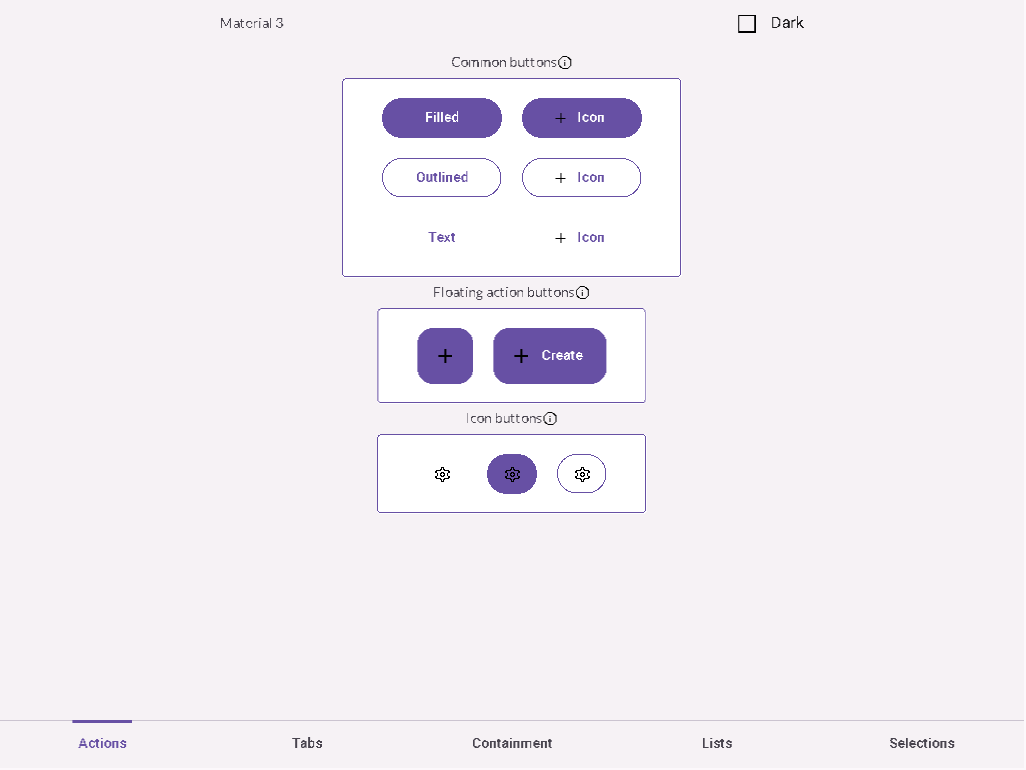 Material 3
Dark
Common buttons
Filled
Icon
Outlined
Icon
Text
Icon
Floating action buttons
Create
Icon buttons
Actions
Tabs
Containment
Lists
Selections